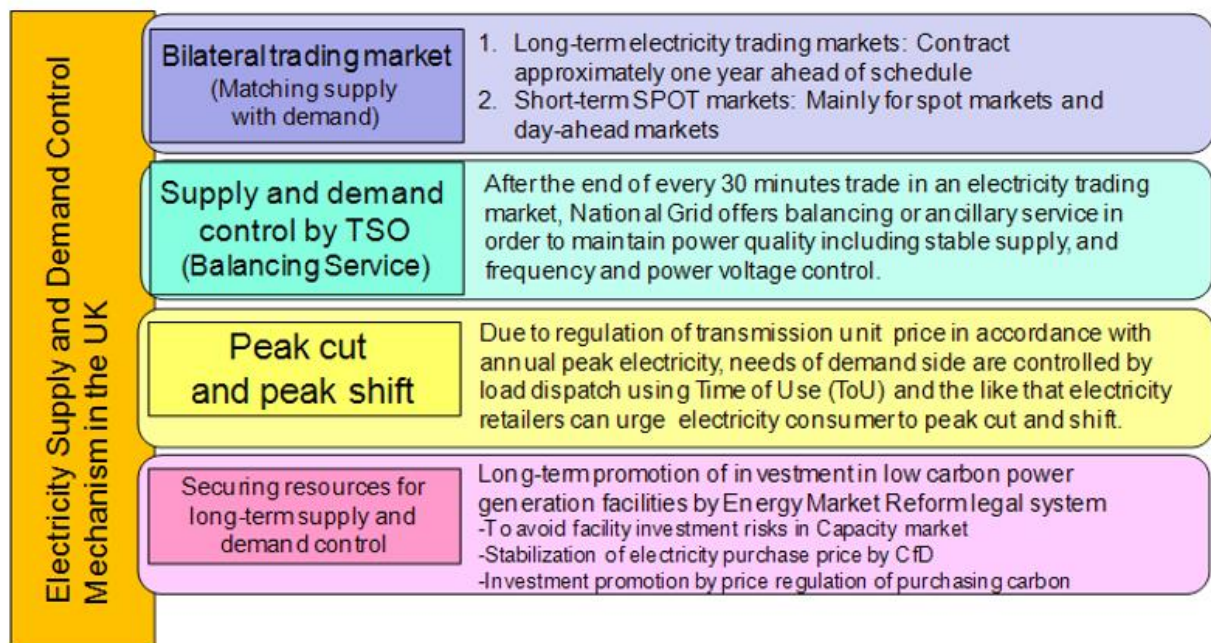 Electricity Supply and Demand Control
Mechanism in the UK
Bilateral trading market
(Matching supply
with demand)
1. Long-term electricity trading markets: Contract
approximately one year ahead of schedule
2. Short-term SPOT markets: Mainly for spot markets and
day-ahead markets
Supply and demand
control by TSO
(Balancing Service)
After the end of every 30 minutes trade in an electricity trading
market, National Grid offers balancing or ancillary service in
order to maintain power quality including stable supply, and
frequency and power voltage control.
Peak cut
and peak shift
Due to regulation of transmission unit price in accordance with
annual peak electricity, needs of demand side are controlled by
load dispatch using Time of Use (ToU) and the like that electricity
retailers can urge electricity consumer to peak cut and shift.
Securing resources for
long-term supply and
demand control
Long-term promotion of investment in low carbon power
generation facilities by Energy Market Reform legal system
-To avoid facility investment risks in Capacity market
-Stabilization of electricity purchase price by CfD
-Investment promotion by price regulation of purchasing carbon